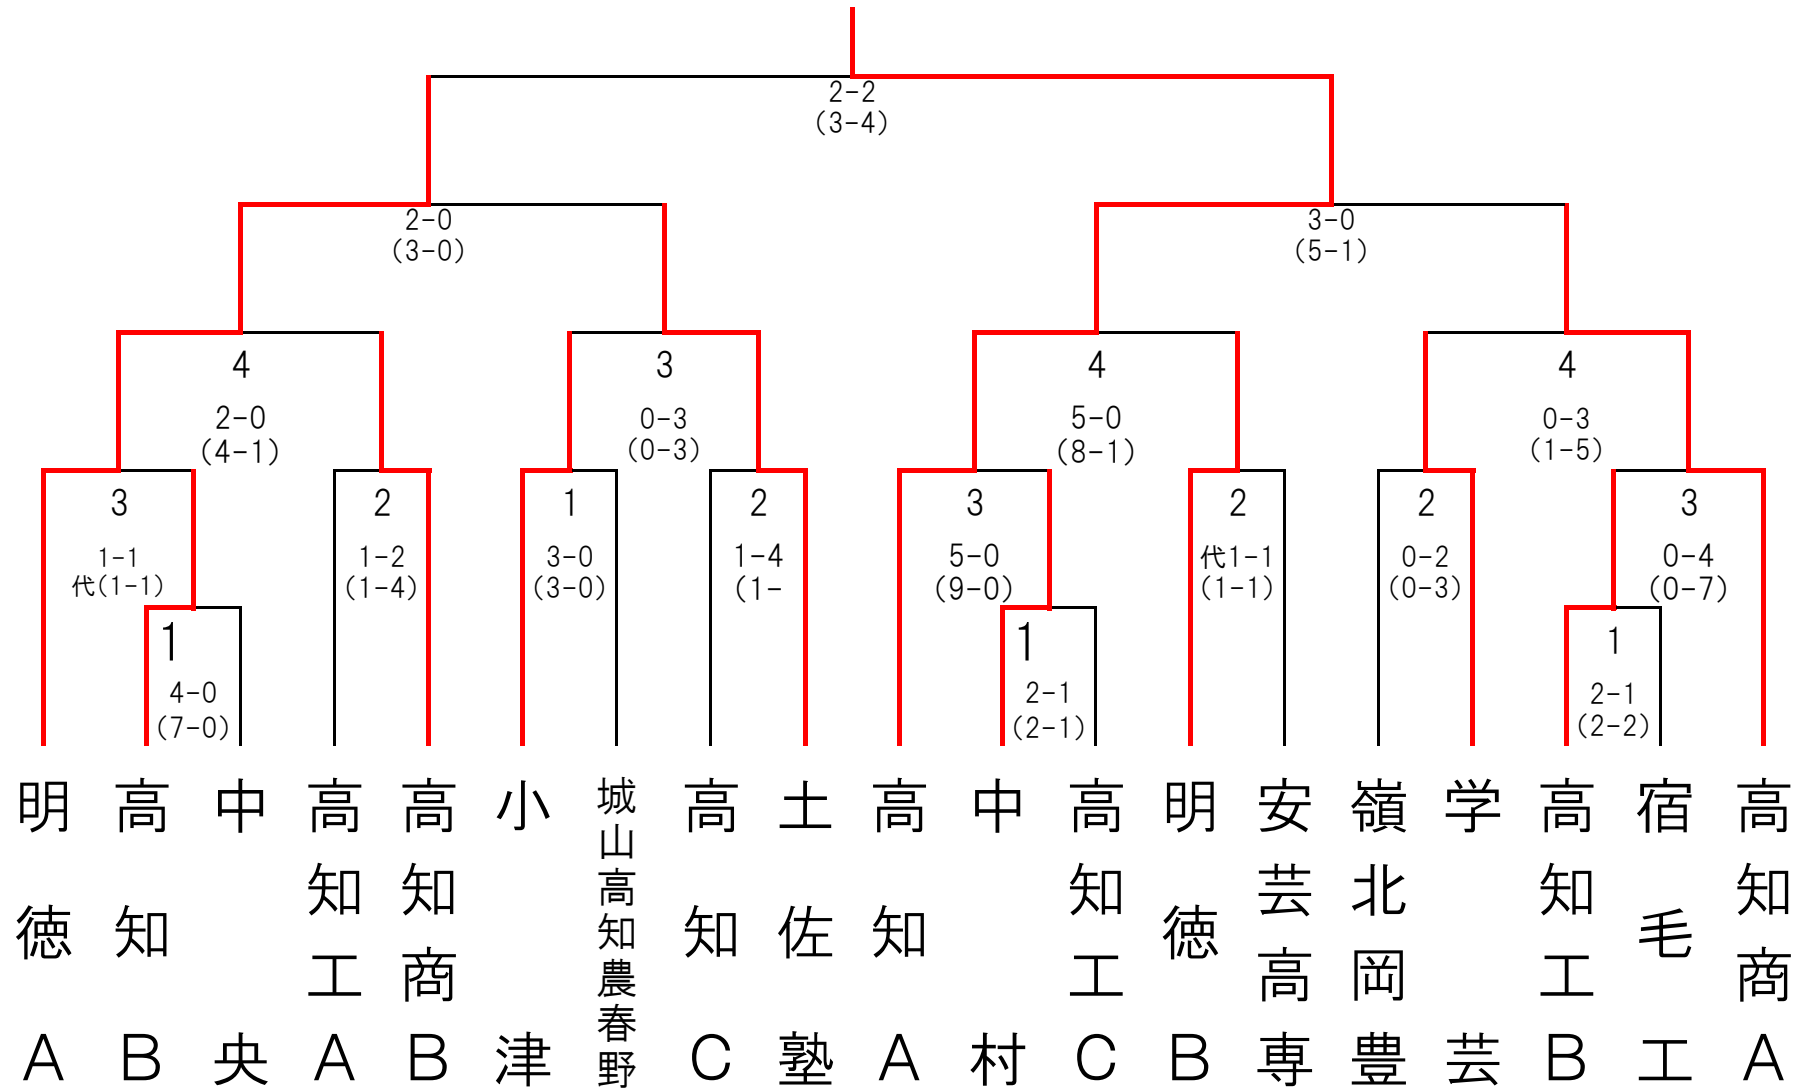 2-2
(3-4)
2-0
(3-0)
3-0
(5-1)
4
2-0
(4-1)
3
0-3
(0-3)
4
5-0
(8-1)
4
0-3
(1-5)
3
1-1
代(1-1)
2
1-2
(1-4)
1
3-0
(3-0)
2
1-4
(1-
3
5-0
(9-0)
2
代1-1
(1-1)
2
0-2
(0-3)
3
0-4
(0-7)
1
4-0
(7-0)
1
2-1
(2-1)
1
2-1
(2-2)
明徳A
高知B
中央
高知工A
高知商B
小津
城山高知農春野
高知C
土佐塾
高知A
中村
高知工C
明徳B
安芸高専
嶺北岡豊
学芸
高知工B
宿毛工
高知商A